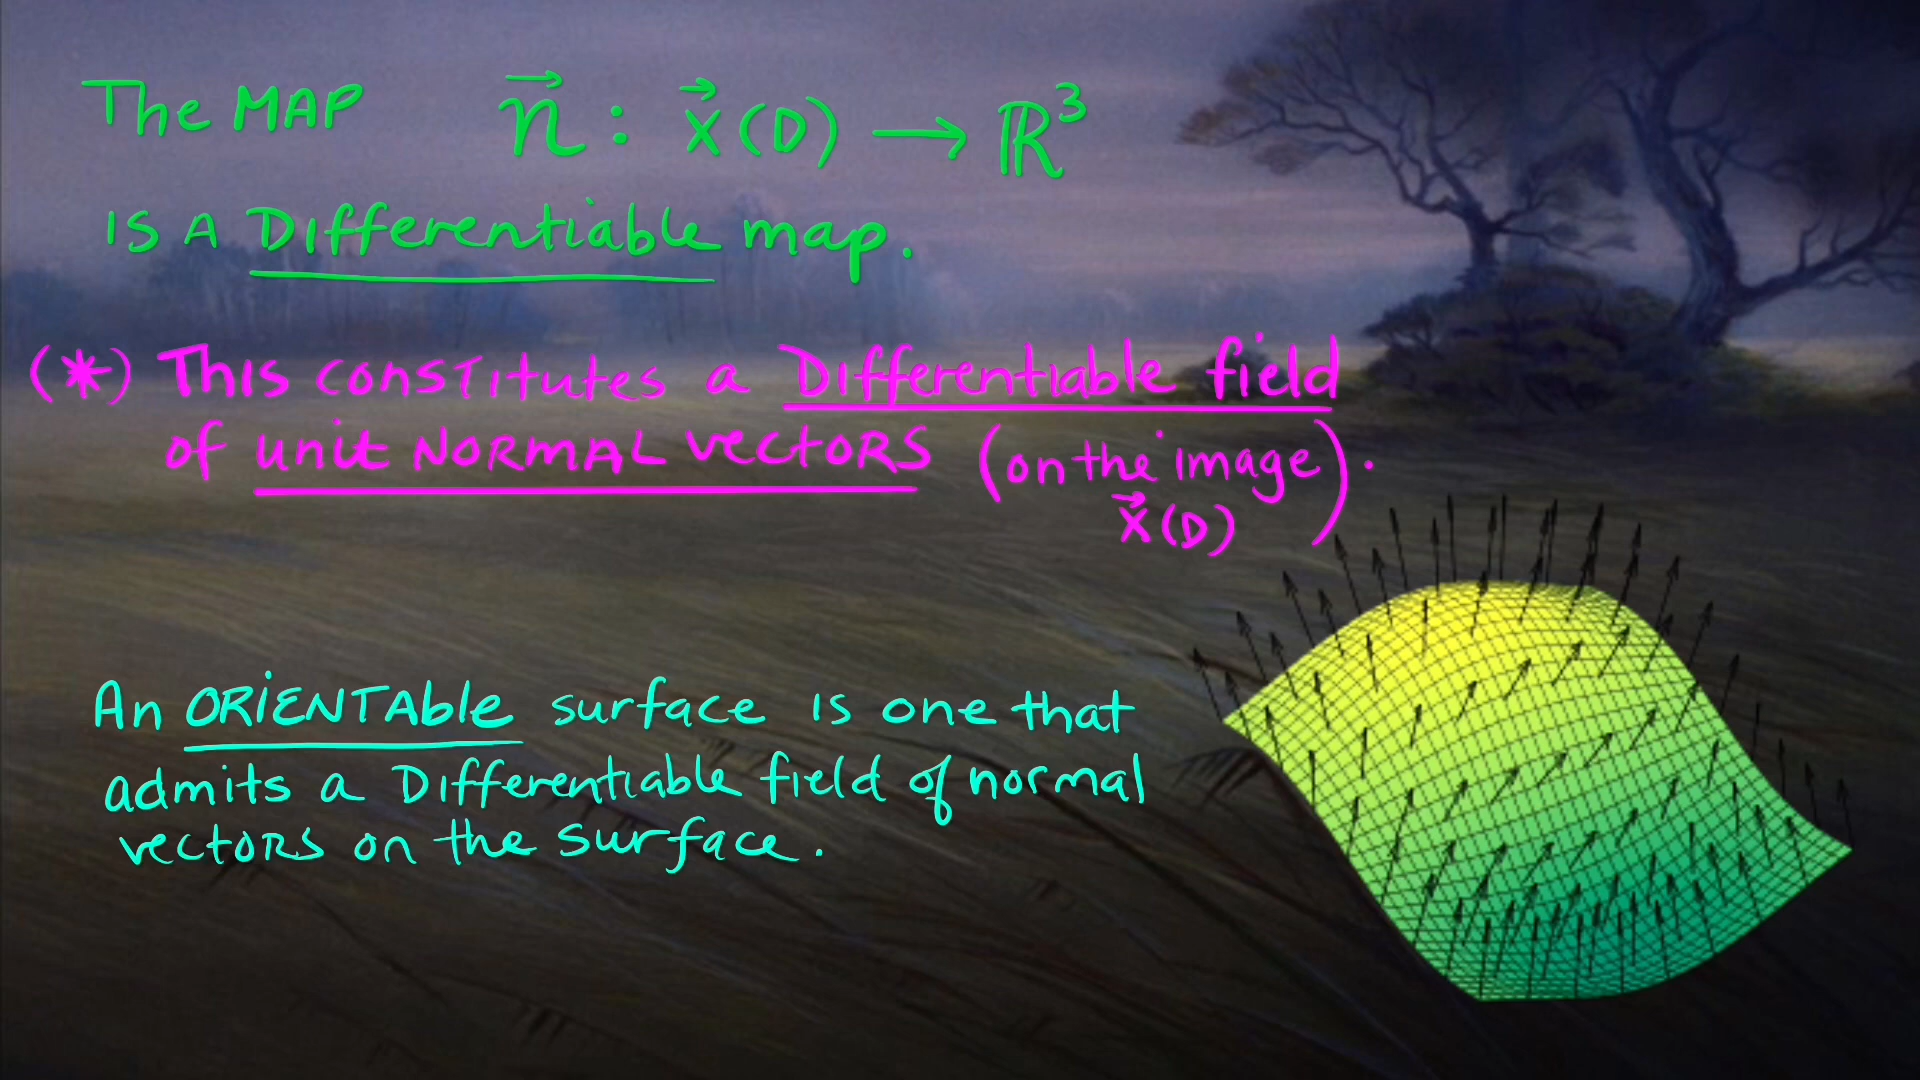 The MAP n⃗ : x⃗(D) → ℝ³
is a Differentiable map.
(*) This constitutes a Differentiable field
of unit NORMAL vectors (on the image).
x⃗(D)
An ORIENTAble surface is one that
admits a Differentiable field of normal
vectors on the surface.